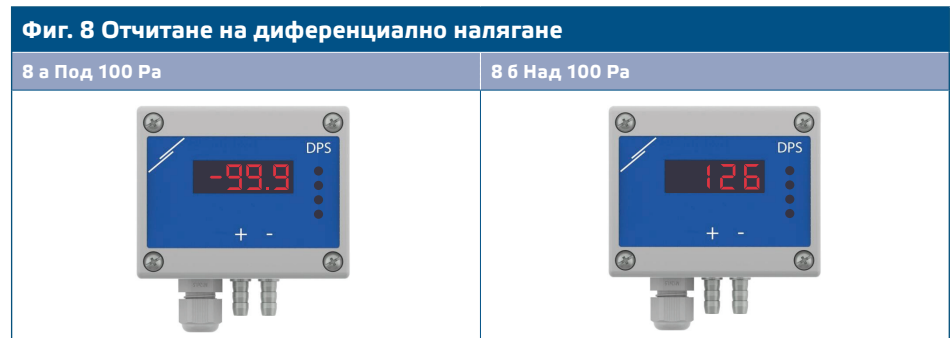 Фиг. 8 Отчитане на диференциално налягане
8 а Под 100 Pa
8 б Над 100 Pa
DPS
-99.9
+ -
DPS
126
+ -